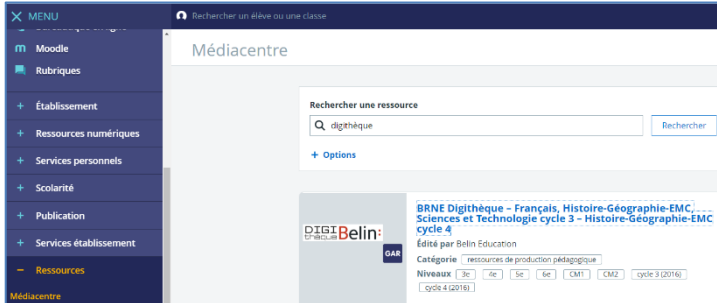 MENU
Rechercher un élève ou une classe
Moodle
Rubriques
Établissement
Ressources numériques
Services personnels
Scolarité
Publication
Services établissement
Ressources
Médiacentre
Médiacentre
Rechercher une ressource
digithèque
Rechercher
+ Options
DIGI Belin:
thèque
GAR
BRNE Digithèque – Français, Histoire-Géographie-EMC,
Sciences et Technologie cycle 3 – Histoire-Géographie-EMC
cycle 4
Édité par Belin Education
Catégorie ressources de production pédagogique
Niveaux 3e 4e 5e 6e CM1 CM2 cycle 3 (2016)
cycle 4 (2016)